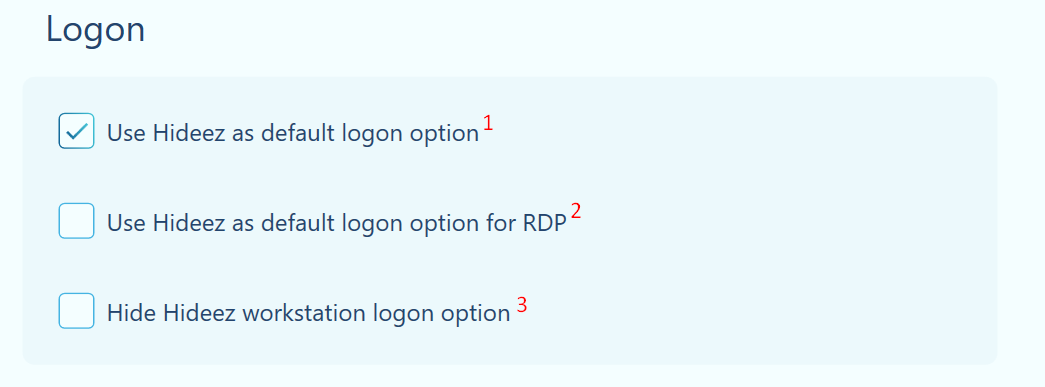 Logon
Use Hideez as default logon option 1
Use Hideez as default logon option for RDP 2
Hide Hideez workstation logon option 3